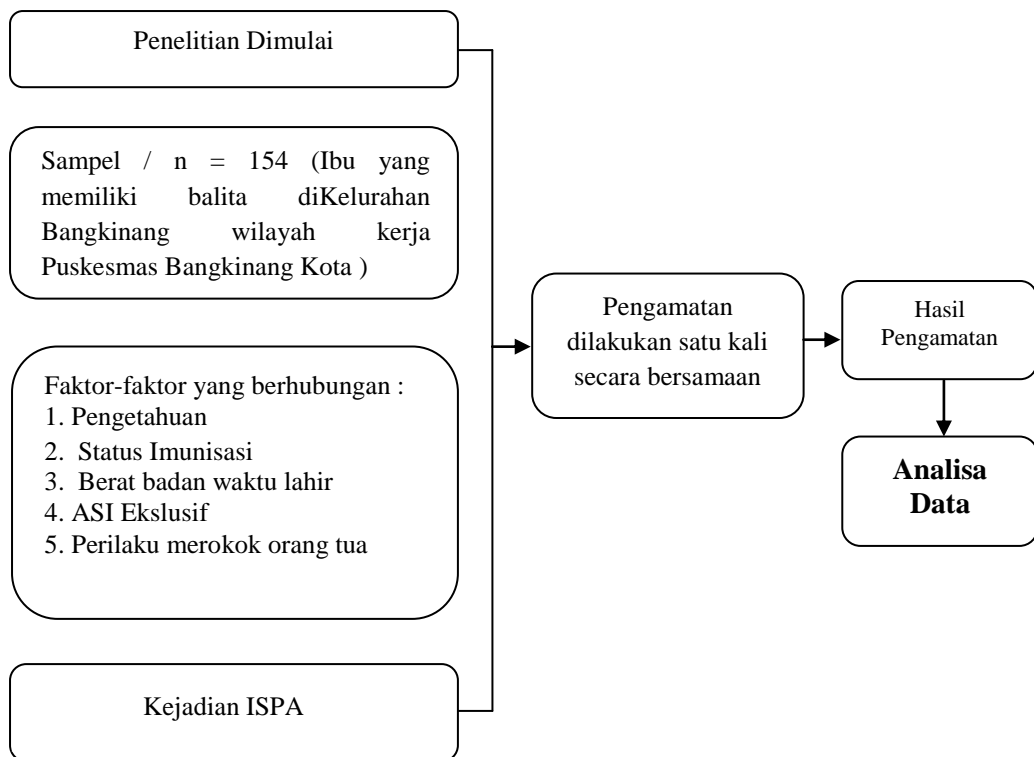 Penelitian Dimulai
Sampel / n = 154 (Ibu yang
memiliki balita diKelurahan
Bangkinang wilayah kerja
Puskesmas Bangkinang Kota )
Faktor-faktor yang berhubungan :
1. Pengetahuan
2. Status Imunisasi
3. Berat badan waktu lahir
4. ASI Ekslusif
5. Perilaku merokok orang tua
Kejadian ISPA
Pengamatan
dilakukan satu kali
secara bersamaan
Hasil
Pengamatan
Analisa
Data